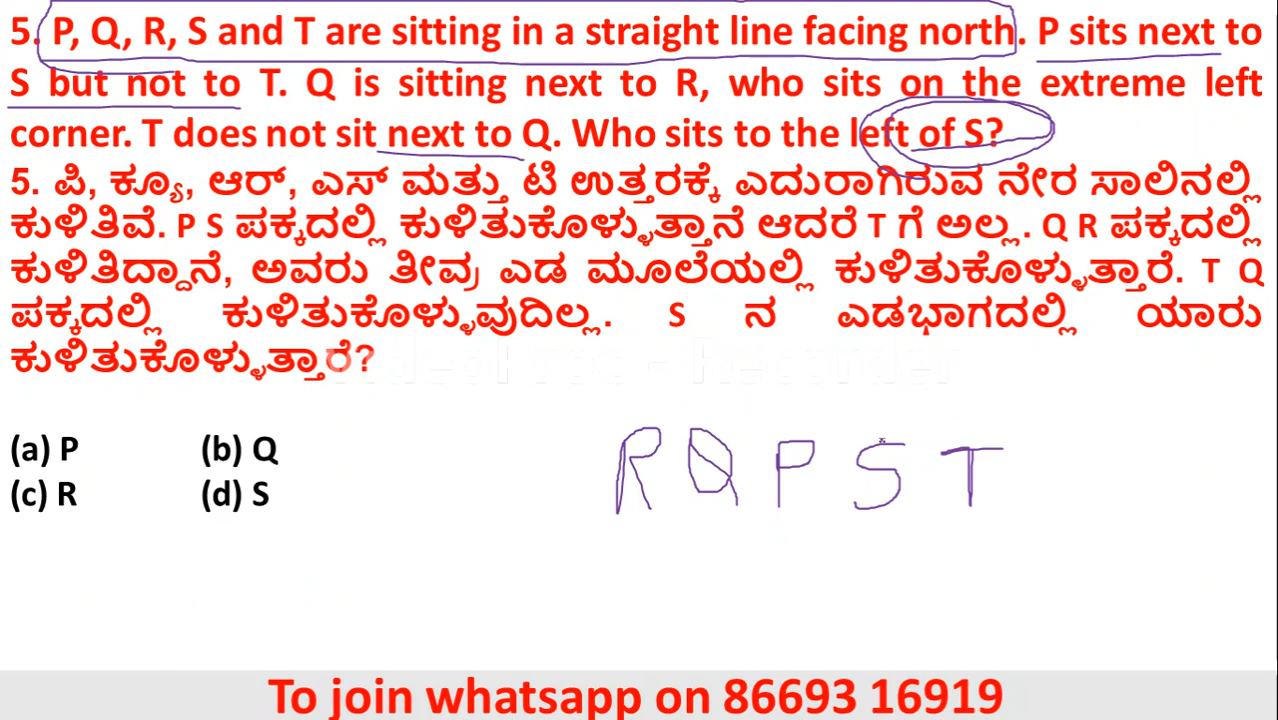 5. P, Q, R, S and T are sitting in a straight line facing north. P sits next to
S but not to T. Q is sitting next to R, who sits on the extreme left
corner. T does not sit next to Q. Who sits to the left of S?
5. ಪಿ, ಕ್ಯೂ, ಆರ್, ಎಸ್ ಮತ್ತು ಟಿ ಉತ್ತರಕ್ಕೆ ಎದುರಾಗಿರುವ ನೇರ ಸಾಲಿನಲ್ಲಿ
ಕುಳಿತಿವೆ. P S ಪಕ್ಕದಲ್ಲಿ ಕುಳಿತುಕೊಳ್ಳುತ್ತಾನೆ ಆದರೆ T ಗೆ ಅಲ್ಲ. Q R ಪಕ್ಕದಲ್ಲಿ
ಕುಳಿತಿದ್ದಾನೆ, ಅವರು ತೀವ್ರ ಎಡ ಮೂಲೆಯಲ್ಲಿ ಕುಳಿತುಕೊಳ್ಳುತ್ತಾರೆ. T Q
ಪಕ್ಕದಲ್ಲಿ ಕುಳಿತುಕೊಳ್ಳುವುದಿಲ್ಲ. S ನ ಎಡಭಾಗದಲ್ಲಿ ಯಾರು
ಕುಳಿತುಕೊಳ್ಳುತ್ತಾರೆ?
Recorder
(a) P (b) Q
(c) R (d) S
R Q P S T
To join whatsapp on 86693 16919